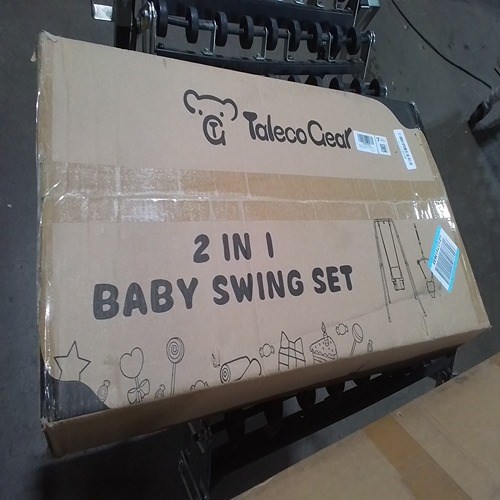 TalecoGear
2 IN 1
BABY SWING SET